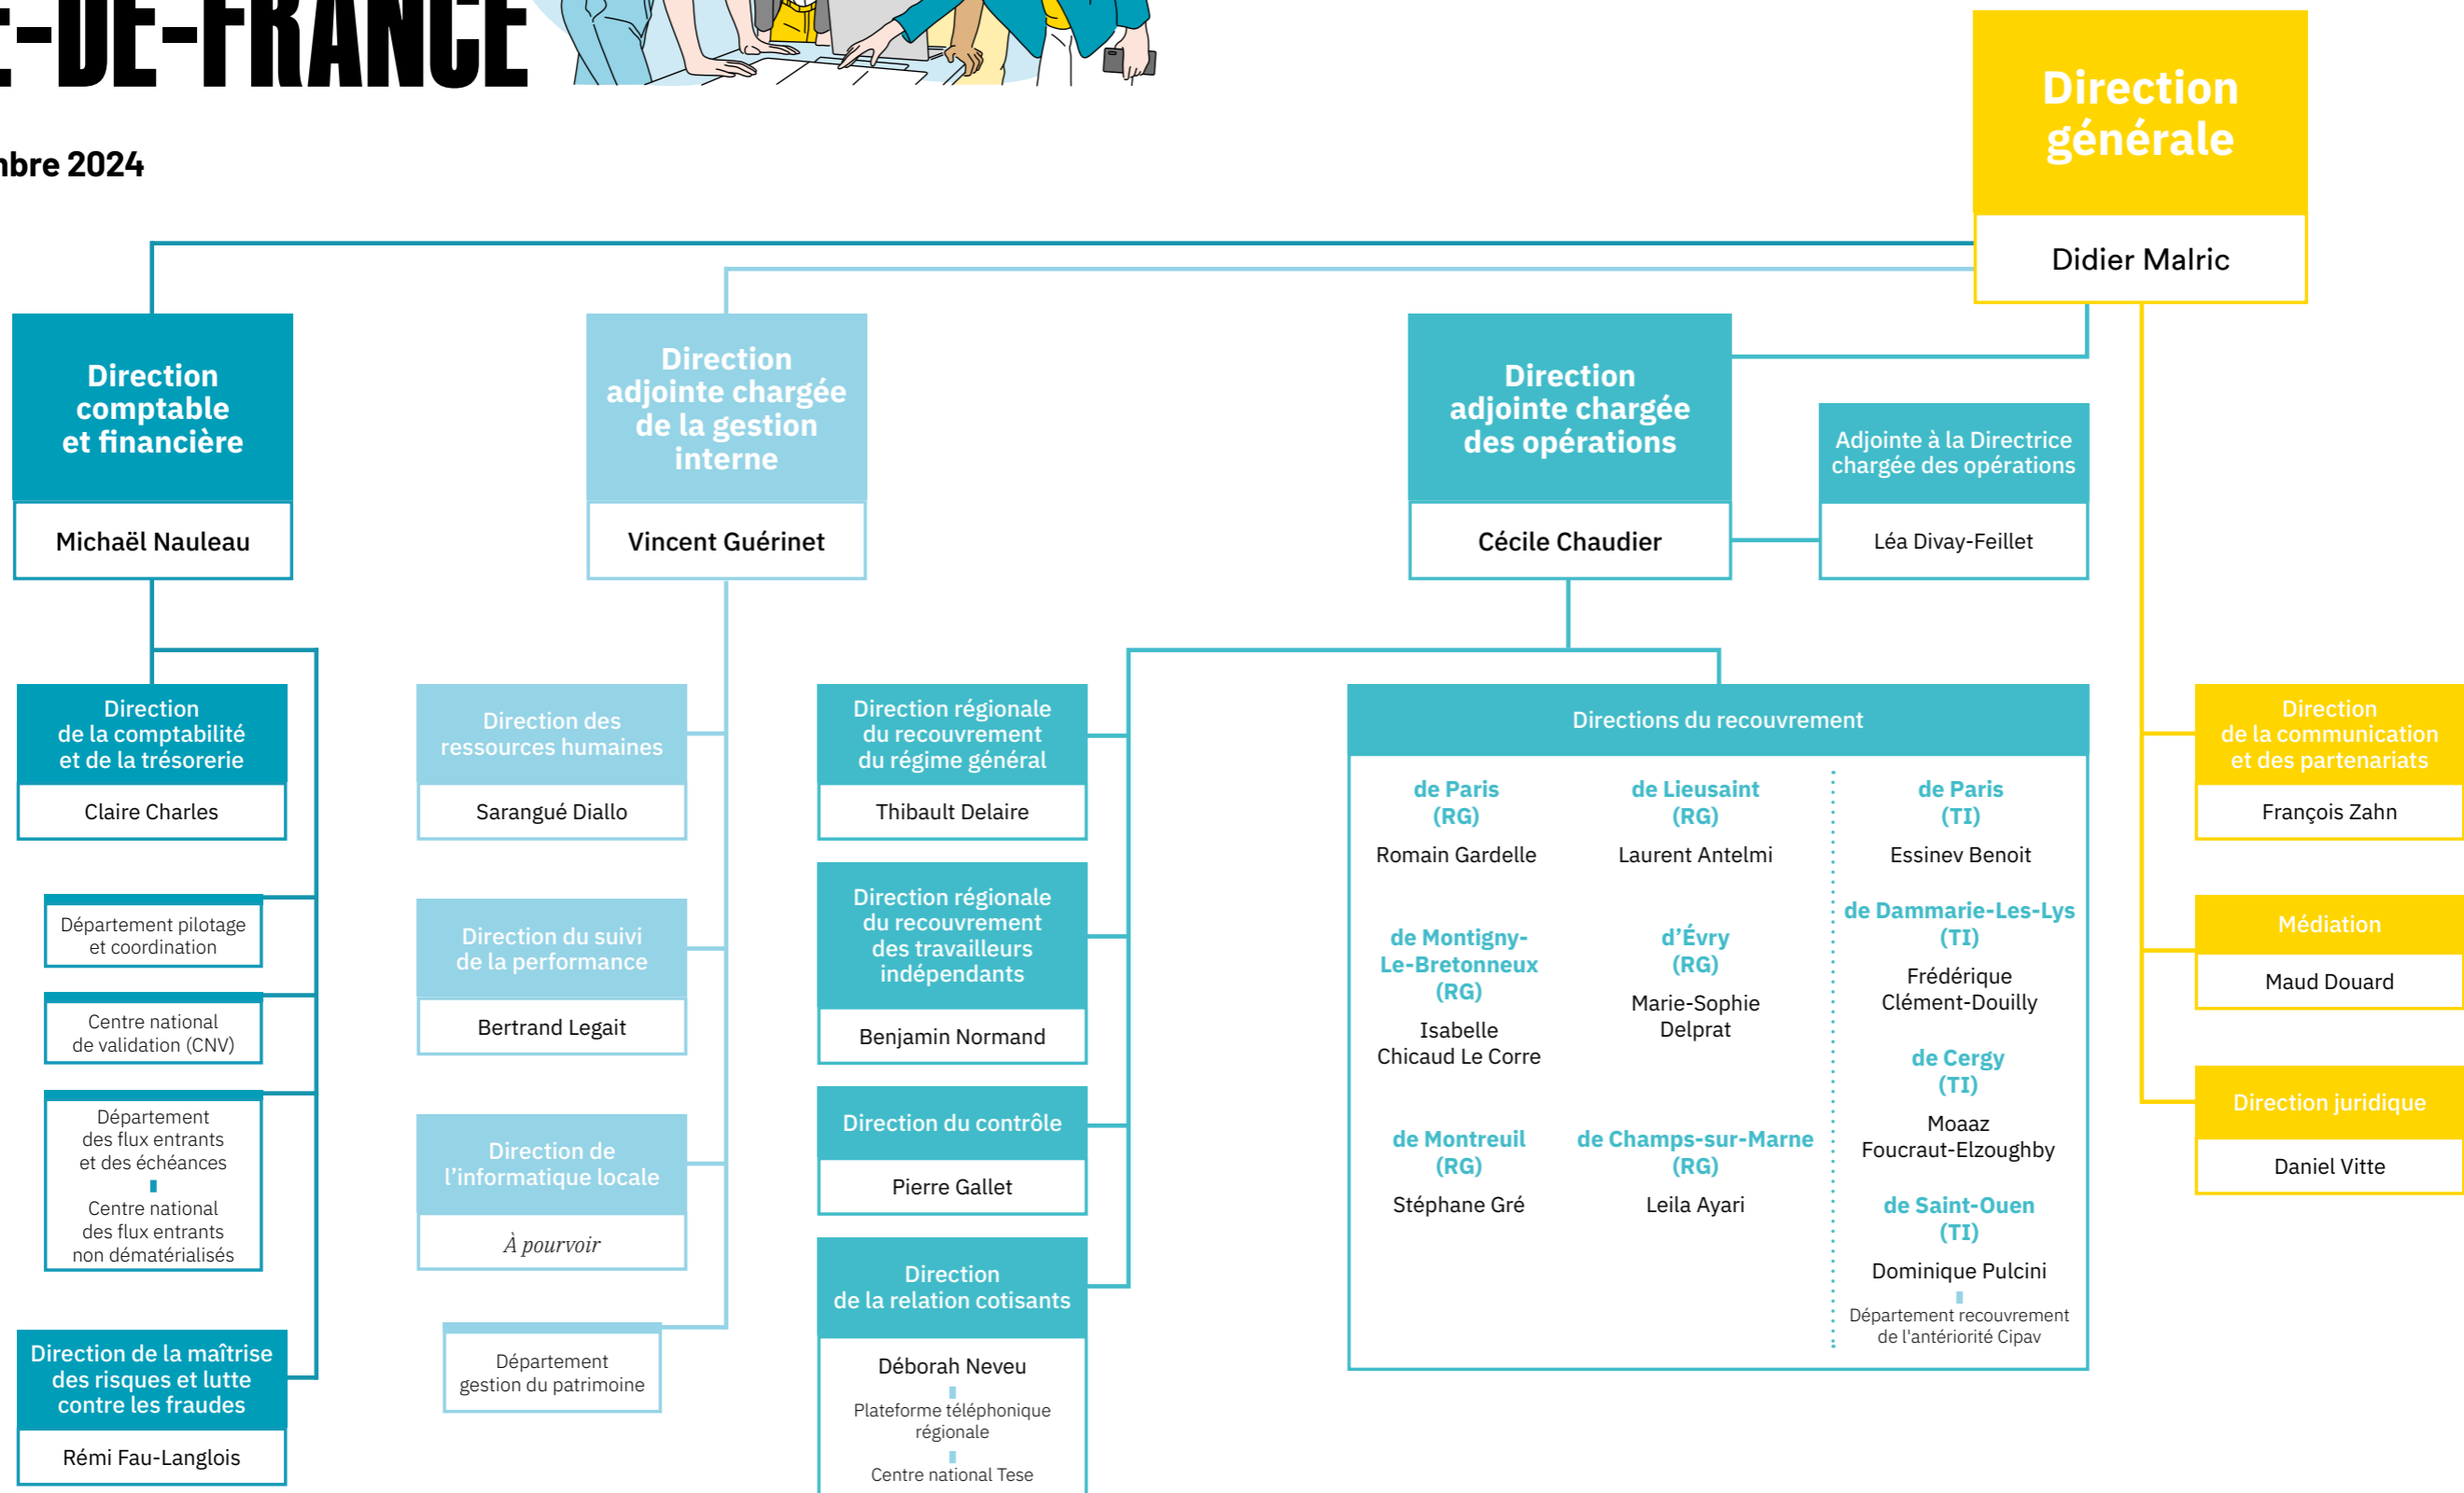 E-DE-FRANCE
mbre 2024
Direction
générale
Didier Malric
Direction
comptable
et financière
Michaël Nauleau
Direction
adjointe chargée
de la gestion
interne
Vincent Guérinet
Direction
adjointe chargée
des opérations
Cécile Chaudier
Adjointe à la Directrice
chargée des opérations
Léa Divay-Feillet
Direction
de la comptabilité
et de la trésorerie
Claire Charles
Département pilotage
et coordination
Centre national
de validation (CNV)
Département
des flux entrants
et des échéances
Centre national
des flux entrants
non dématérialisés
Direction de la maîtrise
des risques et lutte
contre les fraudes
Rémi Fau-Langlois
Direction des
ressources humaines
Sarangué Diallo
Direction du suivi
de la performance
Bertrand Legait
Direction de
l’informatique locale
À pourvoir
Département
gestion du patrimoine
Direction régionale
du recouvrement
du régime général
Thibault Delaire
Direction régionale
du recouvrement
des travailleurs
indépendants
Benjamin Normand
Direction du contrôle
Pierre Gallet
Direction
de la relation cotisants
Déborah Neveu
Plateforme téléphonique
régionale
Centre national Tese
Directions du recouvrement
de Paris
(RG)
Romain Gardelle
de Montigny-
Le-Bretonneux
(RG)
Isabelle
Chicaud Le Corre
de Montreuil
(RG)
Stéphane Gré
de Lieusaint
(RG)
Laurent Antelmi
d’Évry
(RG)
Marie-Sophie
Delprat
de Champs-sur-Marne
(RG)
Leila Ayari
de Paris
(TI)
Essinev Benoit
de Dammarie-Les-Lys
(TI)
Frédérique
Clément-Douilly
de Cergy
(TI)
Moaaz
Foucraut-Elzoughby
de Saint-Ouen
(TI)
Dominique Pulcini
Département recouvrement
de l'antériorité Cipav
Direction
de la communication
et des partenariats
François Zahn
Médiation
Maud Douard
Direction juridique
Daniel Vitte